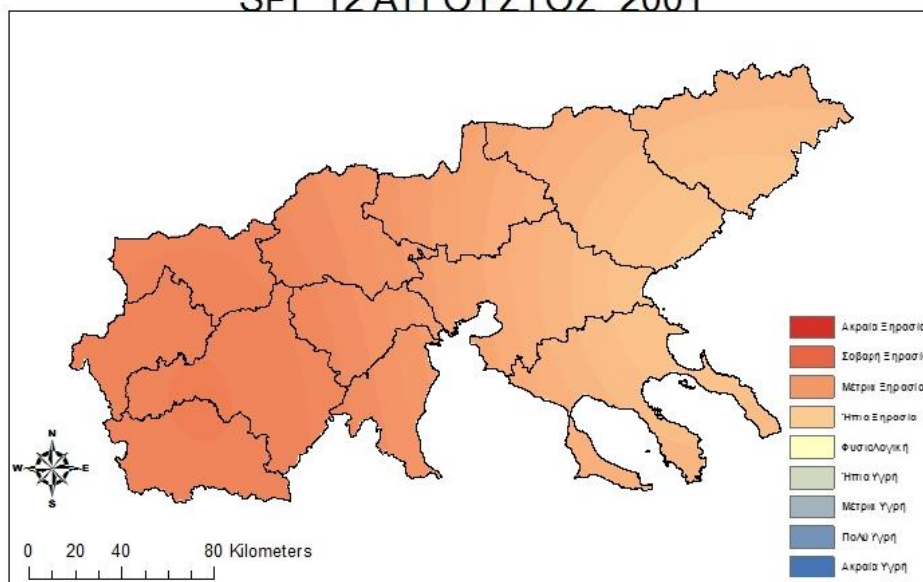 SPI 12 ΑΥΓΟΥΣΤΟΣ 2001
Ακραία Ξηρασία
Σοβαρή Ξηρασία
Μέτρια Ξηρασία
Ήπια Ξηρασία
Φυσιολογική
Ήπια Υγρή
Μέτρια Υγρή
Πολύ Υγρή
Ακραία Υγρή
N
W E
S
0 20 40 80 Kilometers